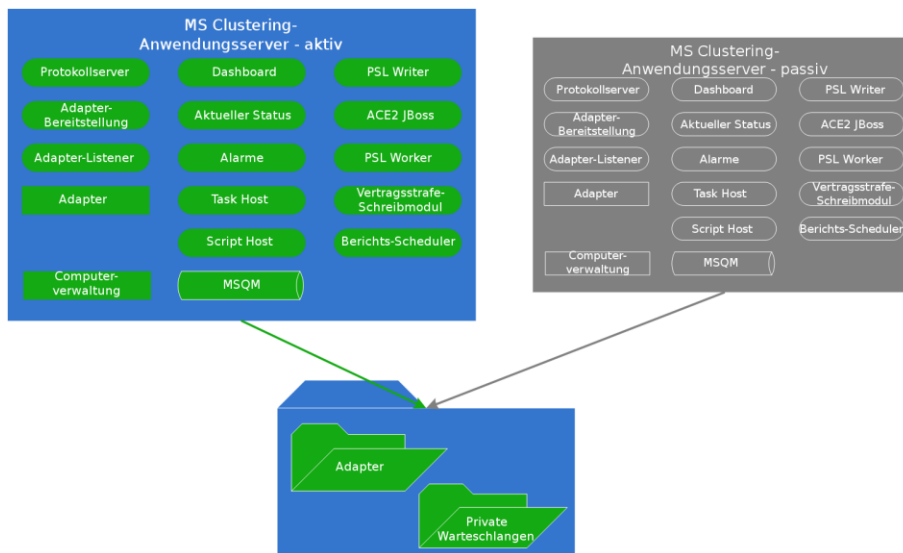 MS Clustering-
Anwendungsserver - aktiv
Protokollserver
Dashboard
PSL Writer
Adapter-
Bereitstellung
Aktueller Status
ACE2 JBoss
Adapter-Listener
Alarme
PSL Worker
Adapter
Task Host
Vertragsstrafe-
Schreibmodul
Script Host
Berichts-Scheduler
Computer-
verwaltung
MSQM
MS Clustering-
Anwendungsserver - passiv
Protokollserver
Dashboard
PSL Writer
Adapter-
Bereitstellung
Aktueller Status
ACE2 JBoss
Adapter-Listener
Alarme
PSL Worker
Adapter
Task Host
Vertragsstrafe-
Schreibmodul
Script Host
Berichts-Scheduler
Computer-
verwaltung
MSQM
Adapter
Private
Warteschlangen